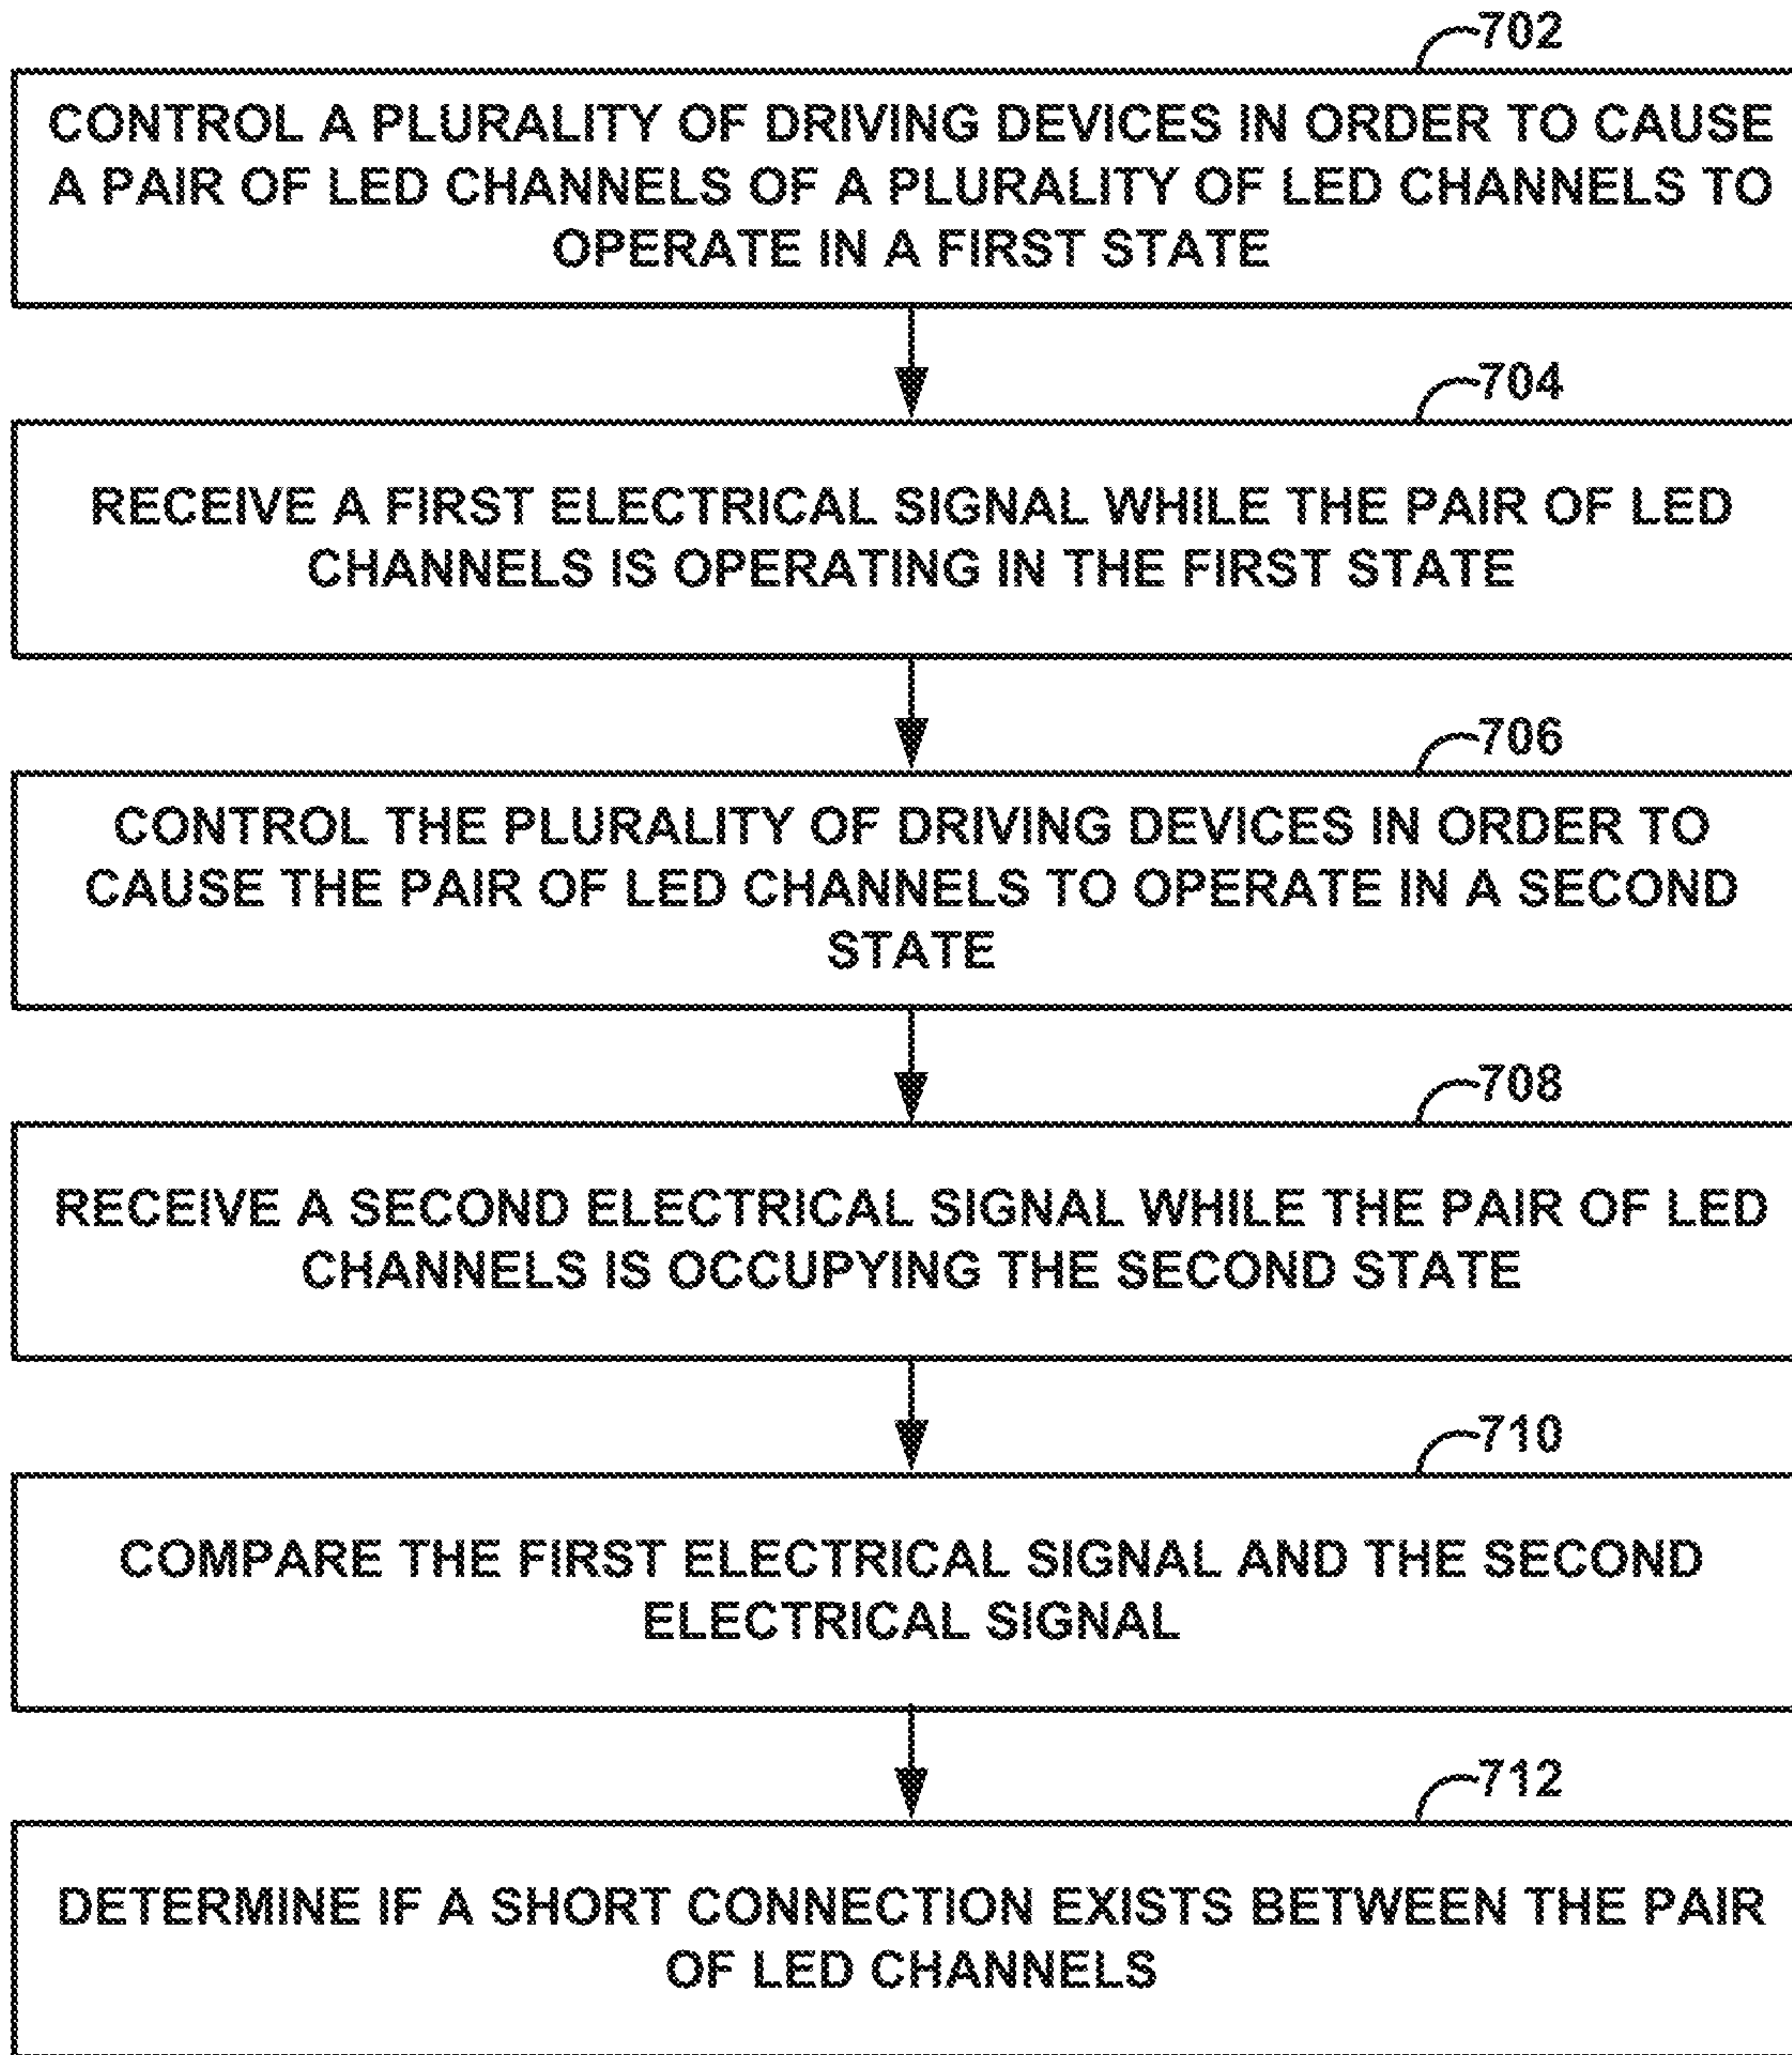 702
CONTROL A PLURALITY OF DRIVING DEVICES IN ORDER TO CAUSE
A PAIR OF LED CHANNELS OF A PLURALITY OF LED CHANNELS TO
OPERATE IN A FIRST STATE
704
RECEIVE A FIRST ELECTRICAL SIGNAL WHILE THE PAIR OF LED
CHANNELS IS OPERATING IN THE FIRST STATE
706
CONTROL THE PLURALITY OF DRIVING DEVICES IN ORDER TO
CAUSE THE PAIR OF LED CHANNELS TO OPERATE IN A SECOND
STATE
708
RECEIVE A SECOND ELECTRICAL SIGNAL WHILE THE PAIR OF LED
CHANNELS IS OCCUPYING THE SECOND STATE
710
COMPARE THE FIRST ELECTRICAL SIGNAL AND THE SECOND
ELECTRICAL SIGNAL
712
DETERMINE IF A SHORT CONNECTION EXISTS BETWEEN THE PAIR
OF LED CHANNELS